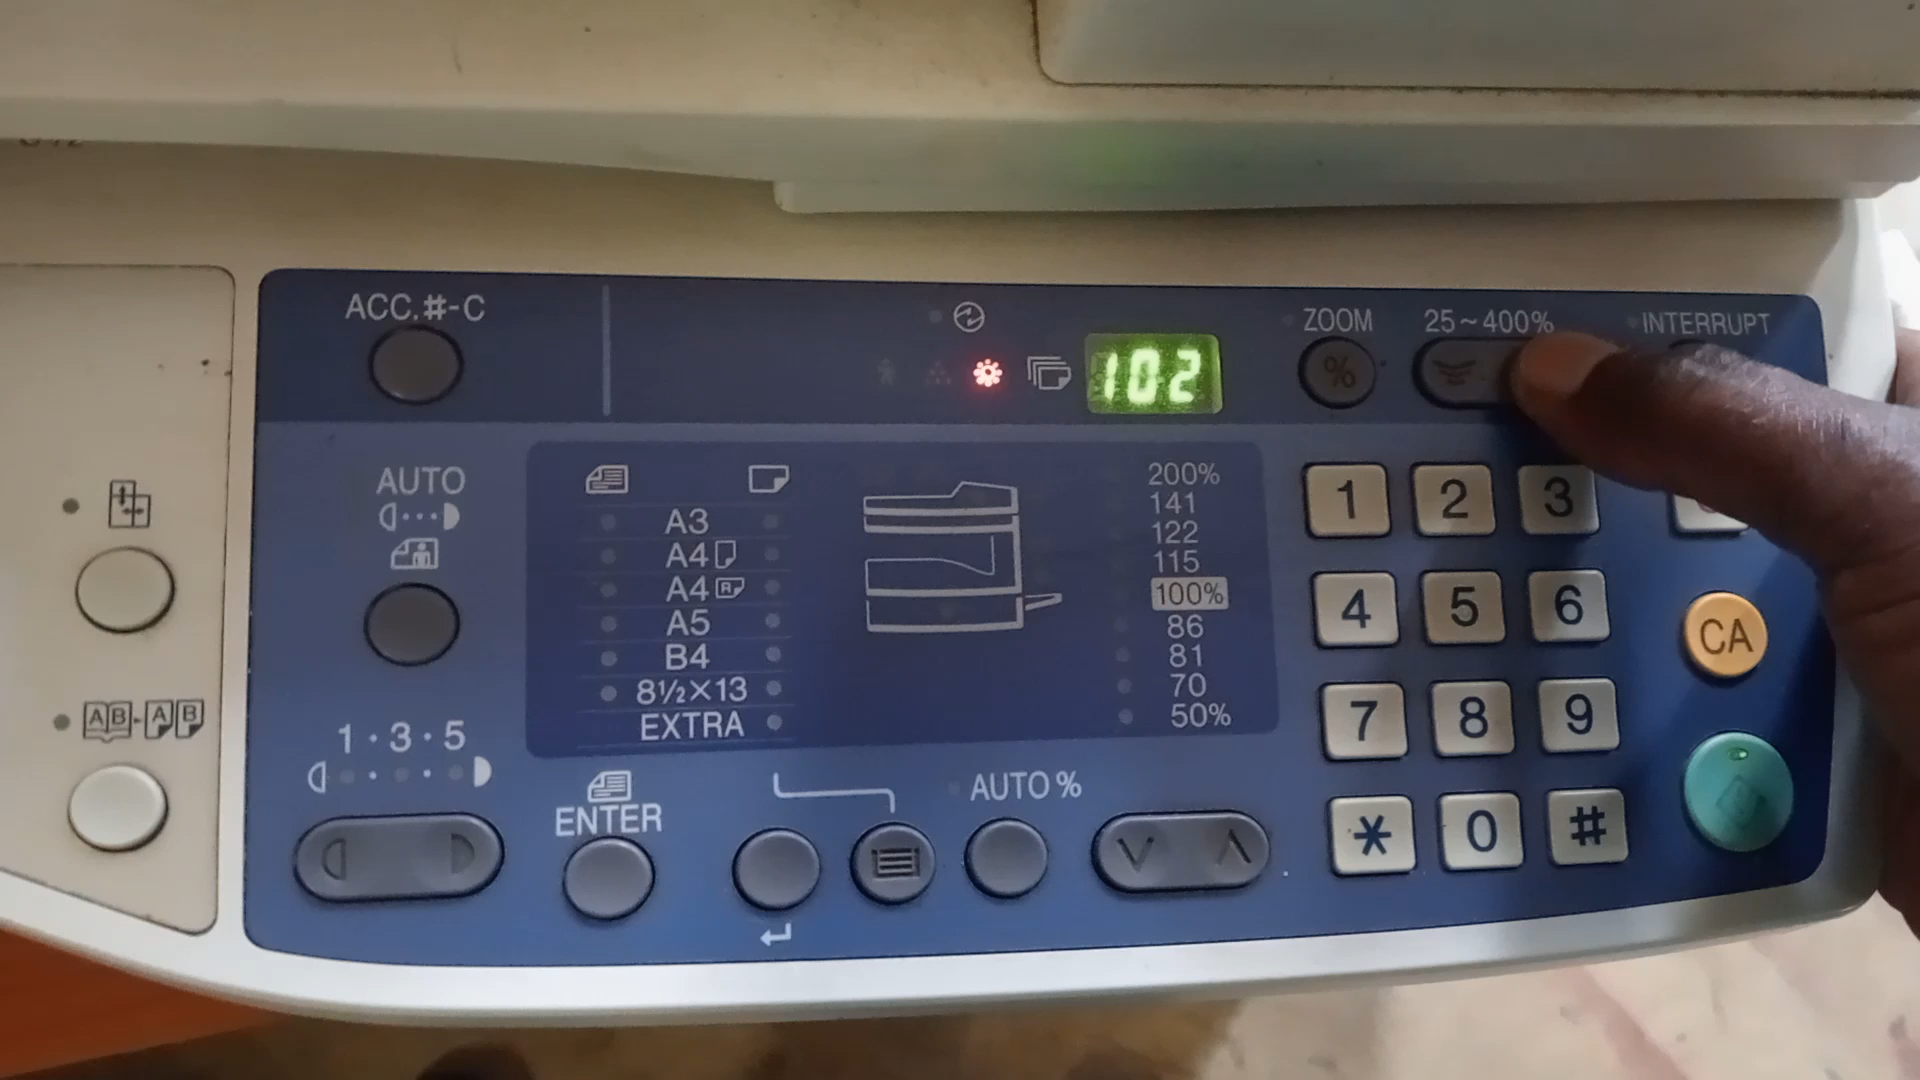 ACC.#-C
102
ZOOM
25~400%
INTERRUPT
%
AUTO
A3
A4
A4 R
A5
B4
8½×13
EXTRA
200%
141
122
115
100%
86
81
70
50%
1 2 3
4 5 6
7 8 9
* 0 #
CA
AB AB
1・3・5
ENTER
AUTO %